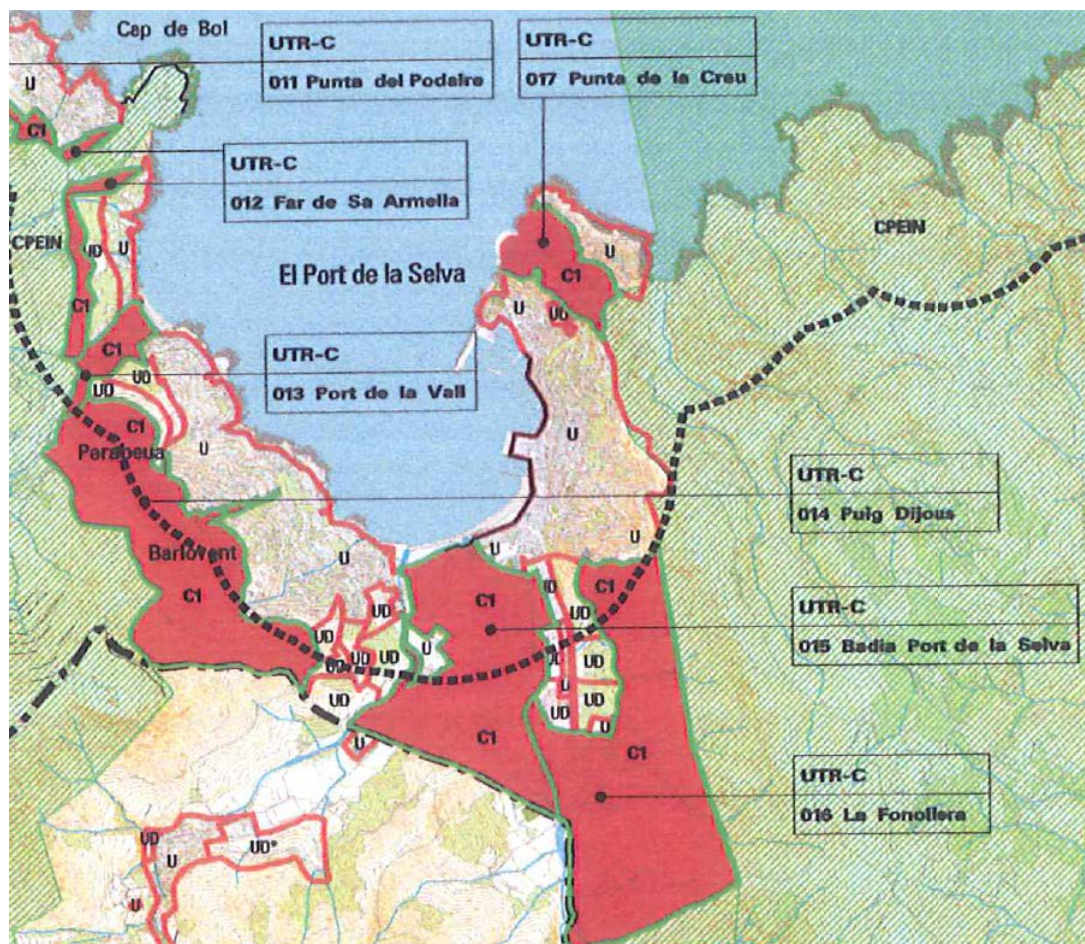 Cap de Bol
UTR-C
011 Punta del Podaire
UTR-C
017 Punta de la Creu
U
C1
UTR-C
012 Far de Sa Armella
CPEIN
UD
U
C1
El Port de la Selva
U
C1
CPEIN
U
UD
C1
UTR-C
013 Port de la Vall
UD
UD
C1
U
U
Perabeua
UTR-C
014 Puig Dijous
Barlovent
U
U
U
C1
UD
C1
UD
C1
UTR-C
015 Badia Port de la Selva
UD
UD
UD
UD
U
UD
UD
UD
U
UD
U
U
C1
C1
UTR-C
016 La Fonollera
UD
U
UD*
U